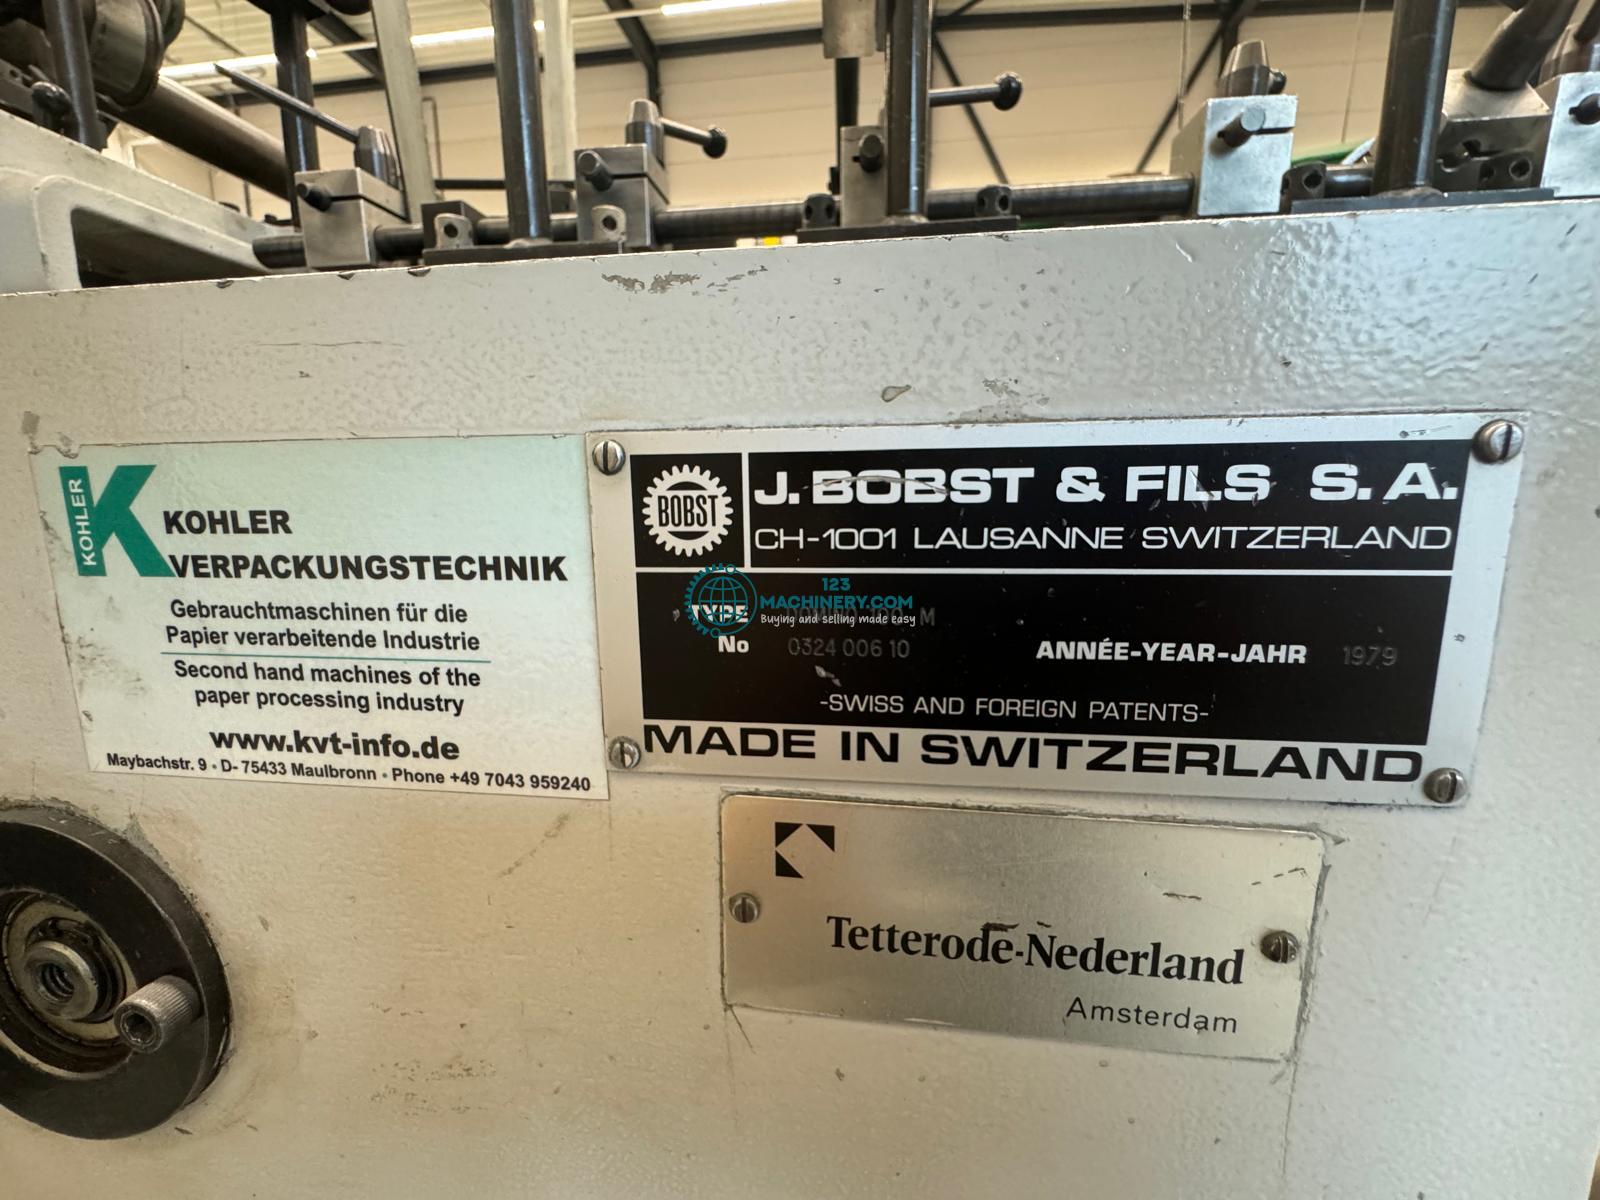 KOHLER
KOHLER
VERPACKUNGSTECHNIK
Gebrauchtmaschinen für die
Papier verarbeitende Industrie
Second hand machines of the
paper processing industry
www.kvt-info.de
Maybachstr. 9 • D- 75433 Maulbronn • Phone +49 7043 959240
BOBST
J. BOBST & FILS S.A.
CH-1001 LAUSANNE SWITZERLAND
TYPE M
No 0324 006 10
ANNÉE-YEAR-JAHR 1979
-SWISS AND FOREIGN PATENTS-
MADE IN SWITZERLAND
123
MACHINERY.COM
Buying and selling made easy
Tetterode-Nederland
Amsterdam